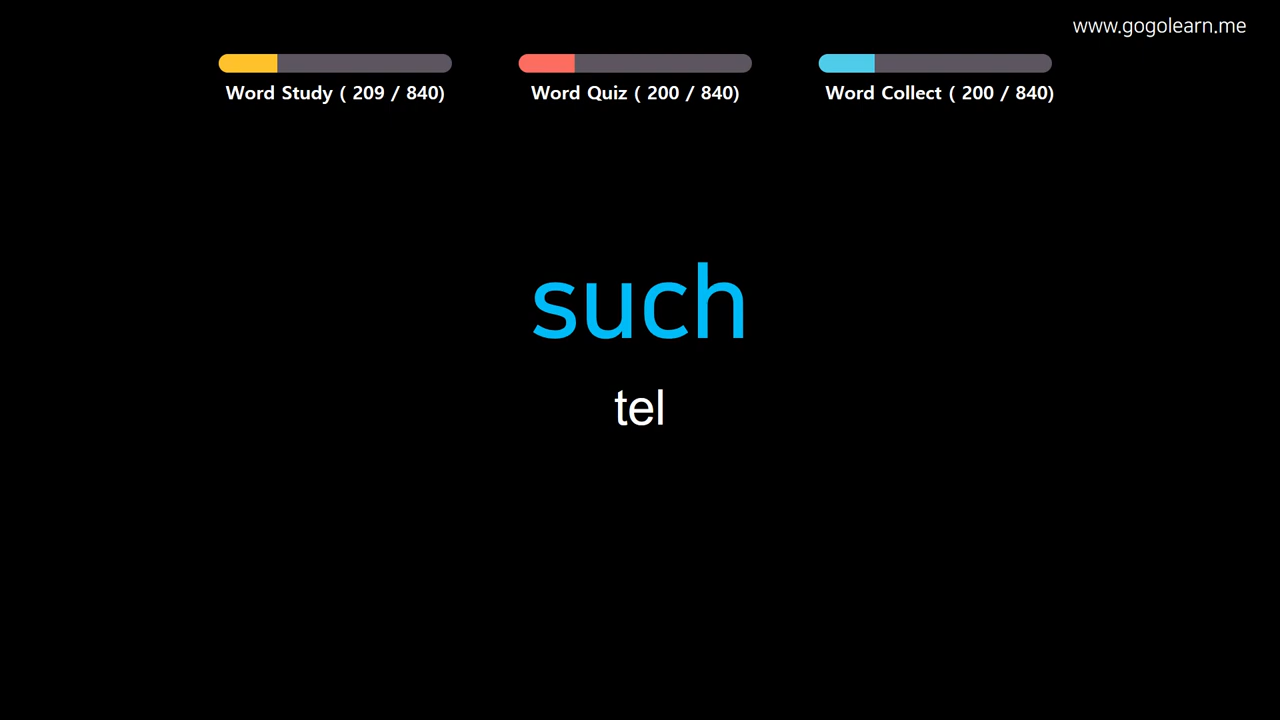 www.gogolearn.me
Word Study ( 209 / 840)
Word Quiz ( 200 / 840)
Word Collect ( 200 / 840)
such
tel